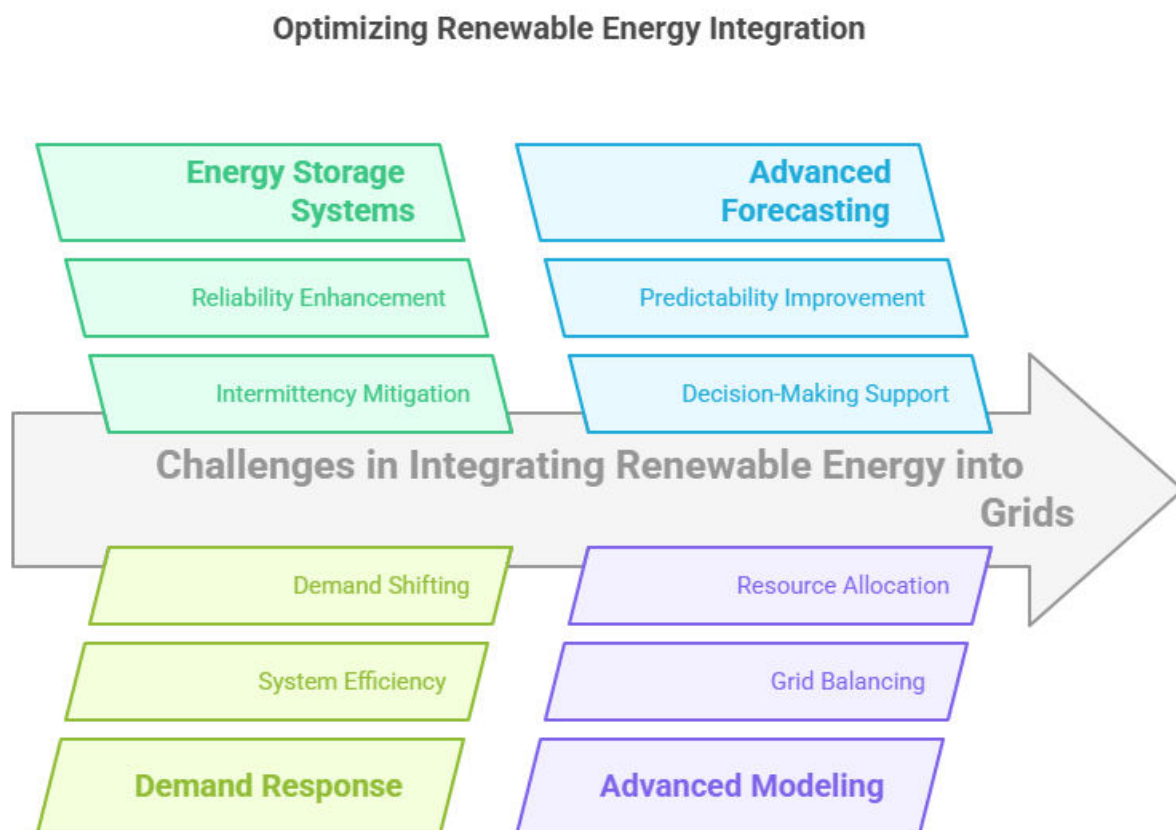 Optimizing Renewable Energy Integration
Energy Storage
Systems
Reliability Enhancement
Intermittency Mitigation
Advanced
Forecasting
Predictability Improvement
Decision-Making Support
Challenges in Integrating Renewable Energy into
Grids
Demand Shifting
System Efficiency
Demand Response
Resource Allocation
Grid Balancing
Advanced Modeling